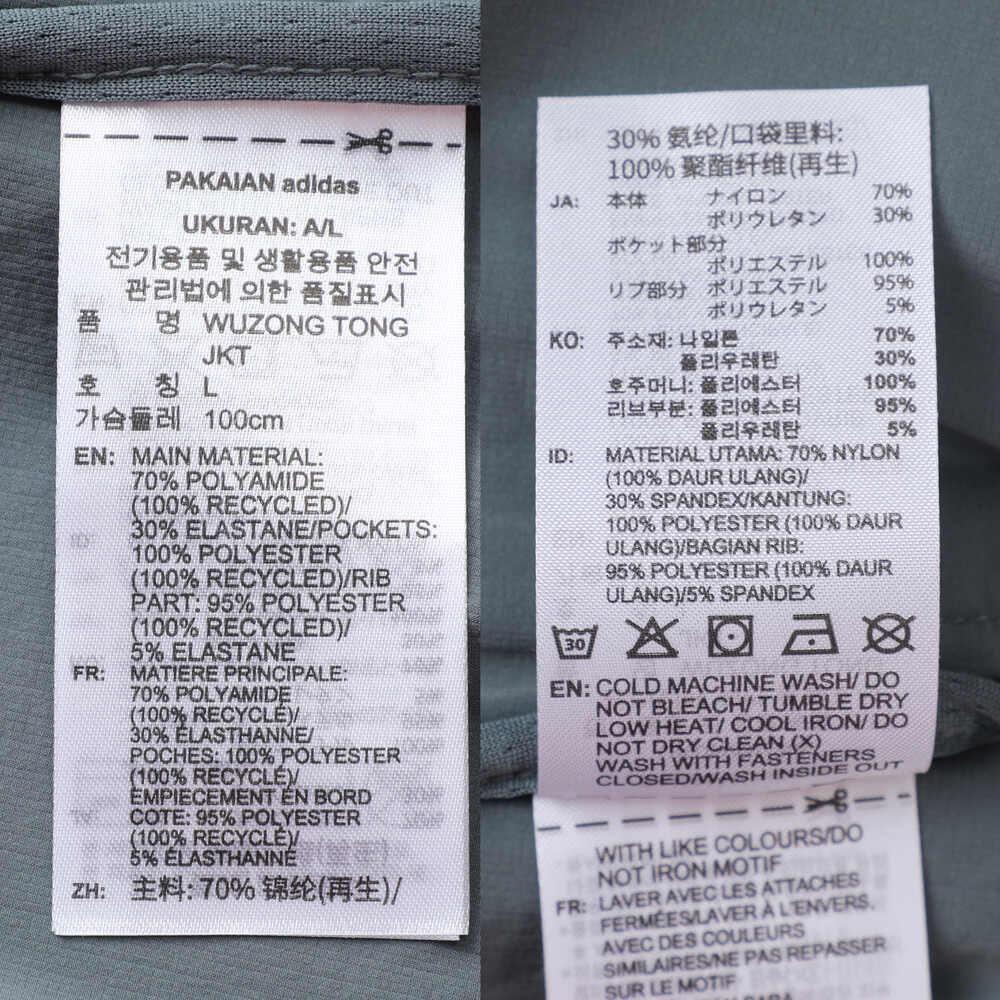 PAKAIAN adidas
UKURAN: A/L
전기용품 및 생활용품 안전
관리법에 의한 품질표시
품 명 WUZONG TONG
JKT
호 칭 L
가슴둘레 100cm
EN: MAIN MATERIAL:
70% POLYAMIDE
(100% RECYCLED)/
30% ELASTANE/POCKETS:
100% POLYESTER
(100% RECYCLED)/RIB
PART: 95% POLYESTER
(100% RECYCLED)/
5% ELASTANE
FR: MATIERE PRINCIPALE:
70% POLYAMIDE
(100% RECYCLÉ)/
30% ÉLASTHANNE/
POCHES: 100% POLYESTER
(100% RECYCLÉ)/
EMPIECEMENT EN BORD
COTE: 95% POLYESTER
(100% RECYCLÉ)/
5% ÉLASTHANNE
ZH: 主料: 70% 锦纶(再生)/
30% 氨纶/口袋里料:
100% 聚酯纤维(再生)
JA: 本体 ナイロン 70%
ポリウレタン 30%
ポケット部分
ポリエステル 100%
リブ部分 ポリエステル 95%
ポリウレタン 5%
KO: 주소재: 나일론 70%
폴리우레탄 30%
호주머니: 폴리에스터 100%
리브부분: 폴리에스터 95%
폴리우레탄 5%
ID: MATERIAL UTAMA: 70% NYLON
(100% DAUR ULANG)/
30% SPANDEX/KANTUNG:
100% POLYESTER (100% DAUR
ULANG)/BAGIAN RIB:
95% POLYESTER (100% DAUR
ULANG)/5% SPANDEX
30
EN: COLD MACHINE WASH/ DO
NOT BLEACH/ TUMBLE DRY
LOW HEAT/ COOL IRON/ DO
NOT DRY CLEAN (X)
WASH WITH FASTENERS
CLOSED/WASH INSIDE OUT
WITH LIKE COLOURS/DO
NOT IRON MOTIF
FR: LAVER AVEC LES ATTACHES
FERMÉES/LAVER À L'ENVERS,
AVEC DES COULEURS
SIMILAIRES/NE PAS REPASSER
SUR LE MOTIF